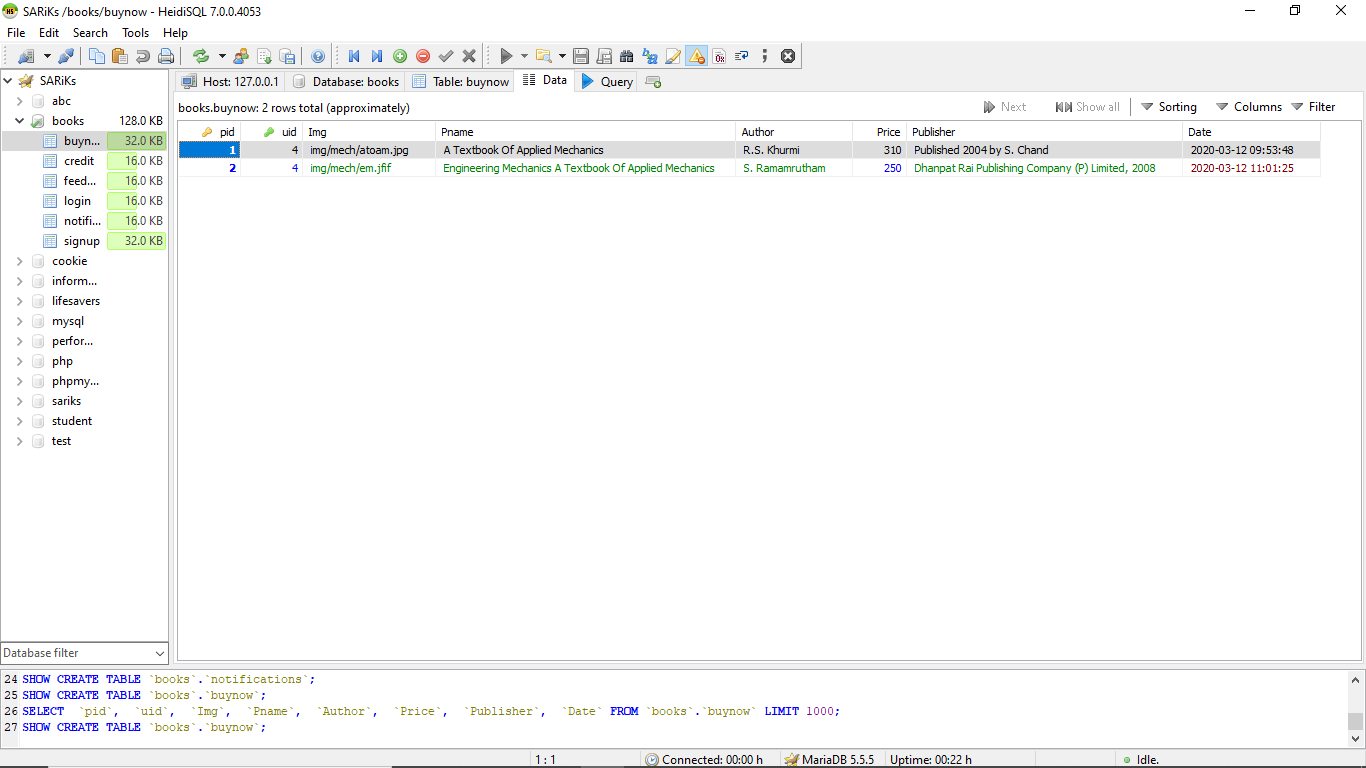 SARiKs /books/buynow - HeidiSQL 7.0.0.4053
File Edit Search Tools Help
SARiKs
abc
books 128.0 KB
buyn... 32.0 KB
credit 16.0 KB
feed... 16.0 KB
login 16.0 KB
notifi... 16.0 KB
signup 32.0 KB
cookie
inform...
lifesavers
mysql
perfor...
php
phpmy...
sariks
student
test
Database filter
Host: 127.0.0.1 Database: books Table: buynow Data Query
books.buynow: 2 rows total (approximately) Next Show all Sorting Columns Filter
pid uid Img Pname Author Price Publisher Date
1 4 img/mech/atoam.jpg A Textbook Of Applied Mechanics R.S. Khurmi 310 Published 2004 by S. Chand 2020-03-12 09:53:48
2 4 img/mech/em.jfif Engineering Mechanics A Textbook Of Applied Mechanics S. Ramamrutham 250 Dhanpat Rai Publishing Company (P) Limited, 2008 2020-03-12 11:01:25
24 SHOW CREATE TABLE `books`.`notifications`;
25 SHOW CREATE TABLE `books`.`buynow`;
26 SELECT `pid`, `uid`, `Img`, `Pname`, `Author`, `Price`, `Publisher`, `Date` FROM `books`.`buynow` LIMIT 1000;
27 SHOW CREATE TABLE `books`.`buynow`;
1 : 1 Connected: 00:00 h MariaDB 5.5.5 Uptime: 00:22 h Idle.